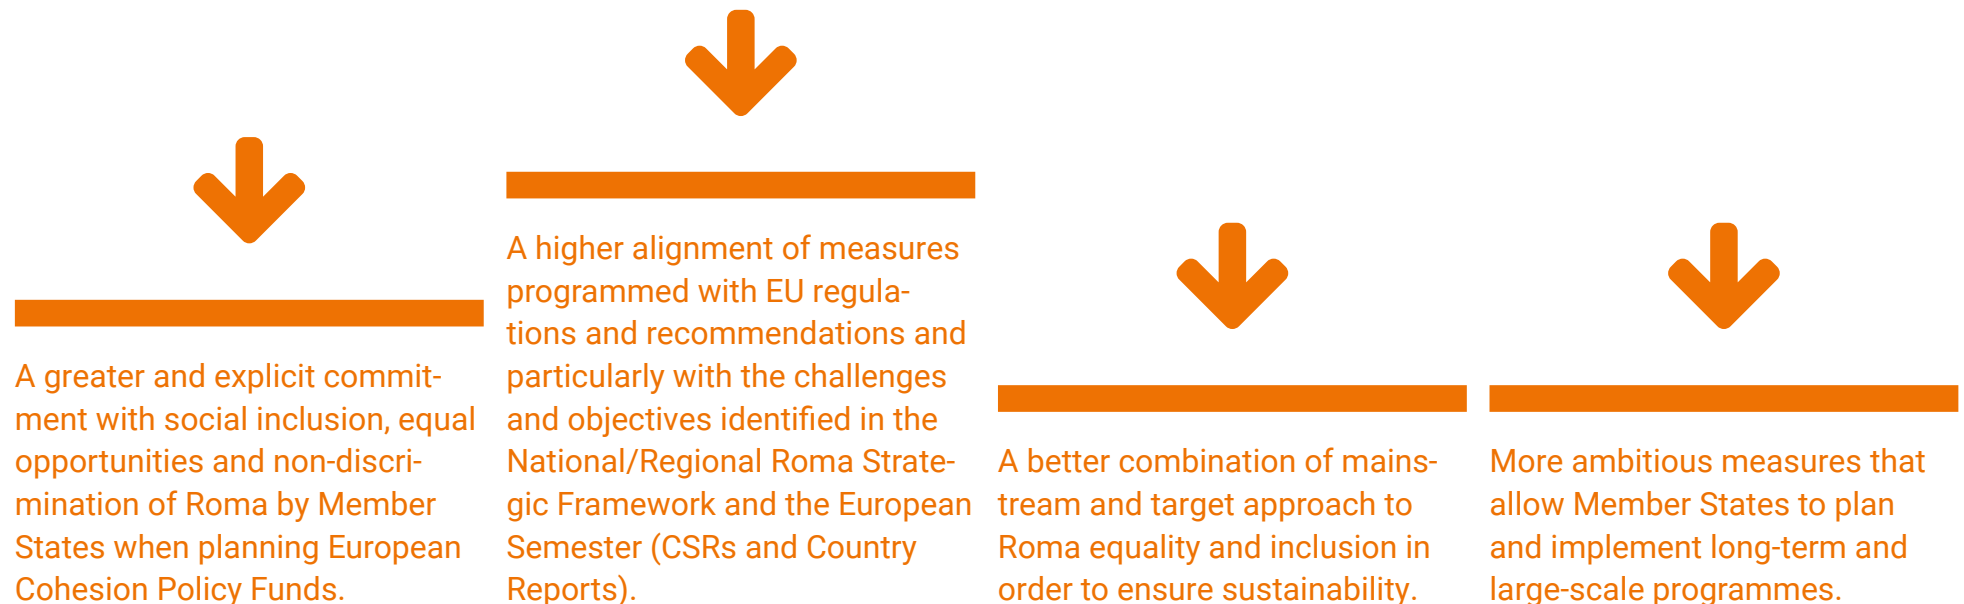 A greater and explicit commit-
ment with social inclusion, equal
opportunities and non-discri-
mination of Roma by Member
States when planning European
Cohesion Policy Funds.
A higher alignment of measures
programmed with EU regula-
tions and recommendations and
particularly with the challenges
and objectives identified in the
National/Regional Roma Strate-
gic Framework and the European
Semester (CSRs and Country
Reports).
A better combination of mains-
tream and target approach to
Roma equality and inclusion in
order to ensure sustainability.
More ambitious measures that
allow Member States to plan
and implement long-term and
large-scale programmes.